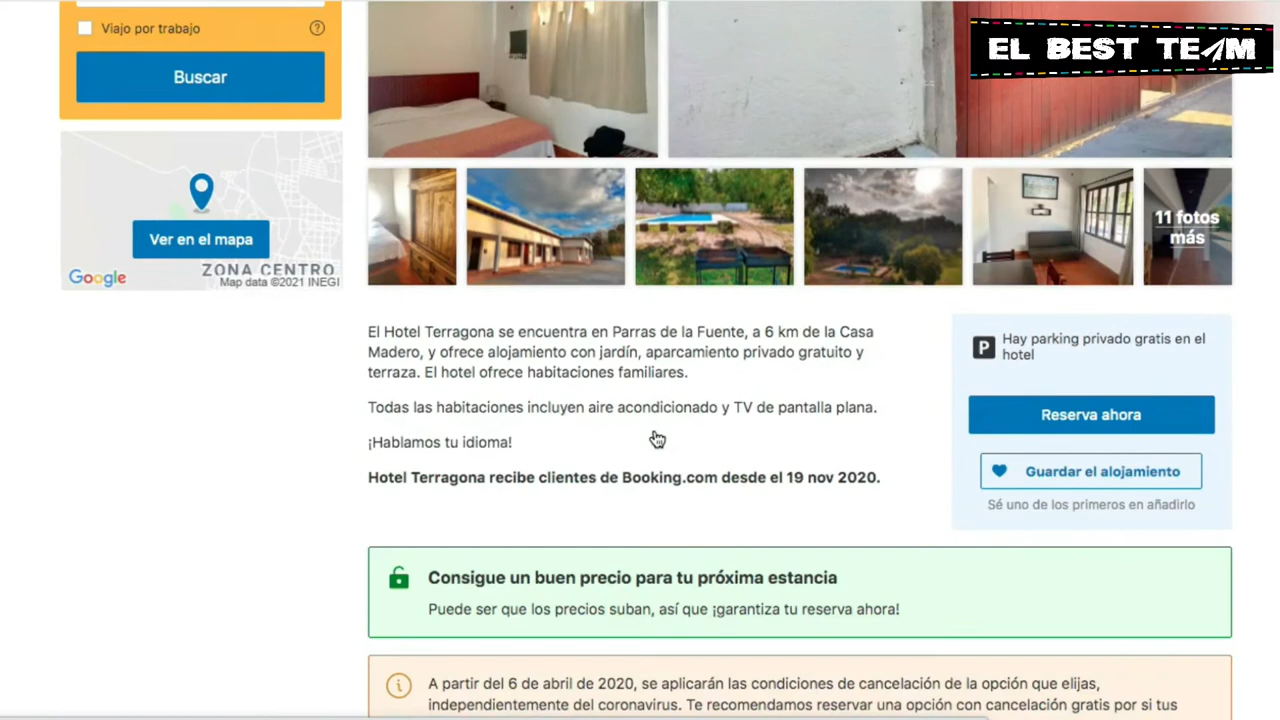 EL BEST TEAM
Viajo por trabajo
?
Buscar
Ver en el mapa
ZONA CENTRO
Google
Map data ©2021 INEGI
11 fotos
más
El Hotel Terragona se encuentra en Parras de la Fuente, a 6 km de la Casa
Madero, y ofrece alojamiento con jardín, aparcamiento privado gratuito y
terraza. El hotel ofrece habitaciones familiares.
Todas las habitaciones incluyen aire acondicionado y TV de pantalla plana.
¡Hablamos tu idioma!
Hotel Terragona recibe clientes de Booking.com desde el 19 nov 2020.
P
Hay parking privado gratis en el
hotel
Reserva ahora
Guardar el alojamiento
Sé uno de los primeros en añadirlo
Consigue un buen precio para tu próxima estancia
Puede ser que los precios suban, así que ¡garantiza tu reserva ahora!
A partir del 6 de abril de 2020, se aplicarán las condiciones de cancelación de la opción que elijas,
independientemente del coronavirus. Te recomendamos reservar una opción con cancelación gratis por si tus